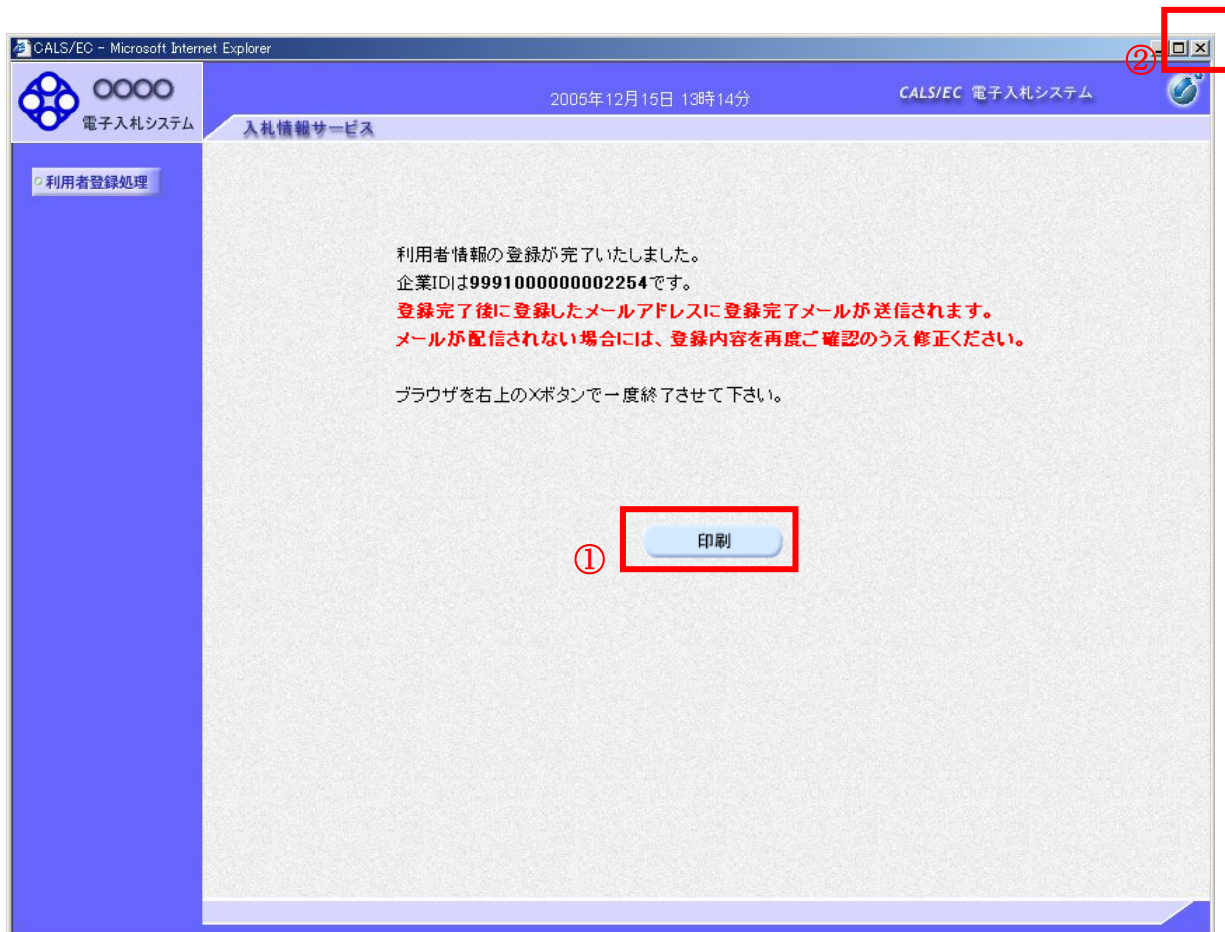 CALS/EC - Microsoft Internet Explorer
②
○○○○
電子入札システム
2005年12月15日 13時14分
CALS/EC 電子入札システム
入札情報サービス
利用者登録処理
利用者情報の登録が完了いたしました。
企業IDは9991000000002254です。
登録完了後に登録したメールアドレスに登録完了メールが送信されます。
メールが配信されない場合には、登録内容を再度ご確認のうえ修正ください。
ブラウザを右上の×ボタンで一度終了させて下さい。
①
印刷